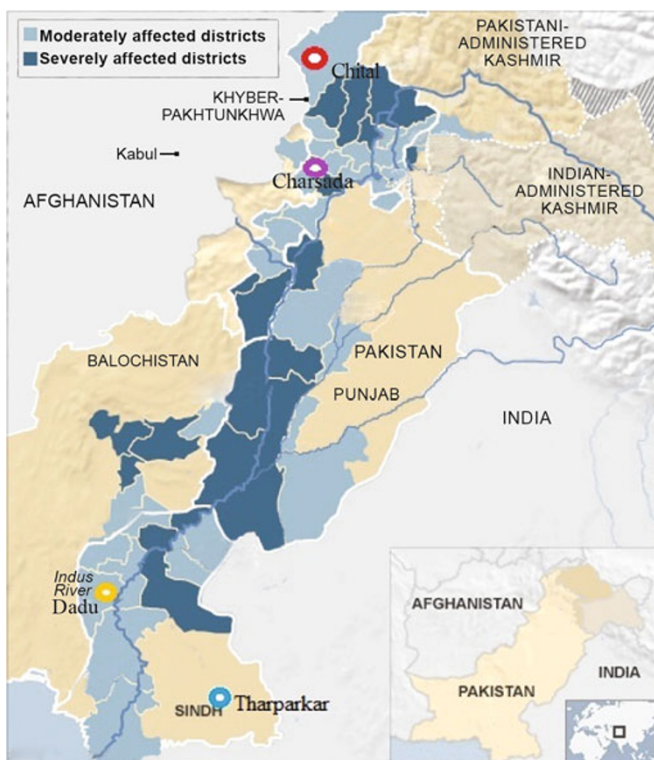 Moderately affected districts
Severely affected districts
PAKISTANI-
ADMINISTERED
KASHMIR
Chital
KHYBER-
PAKHTUNKHWA
Kabul
Charsada
AFGHANISTAN
INDIAN-
ADMINISTERED
KASHMIR
BALOCHISTAN
PAKISTAN
PUNJAB
INDIA
Indus
River
Dadu
SINDH
Tharparkar
AFGHANISTAN
INDIA
PAKISTAN